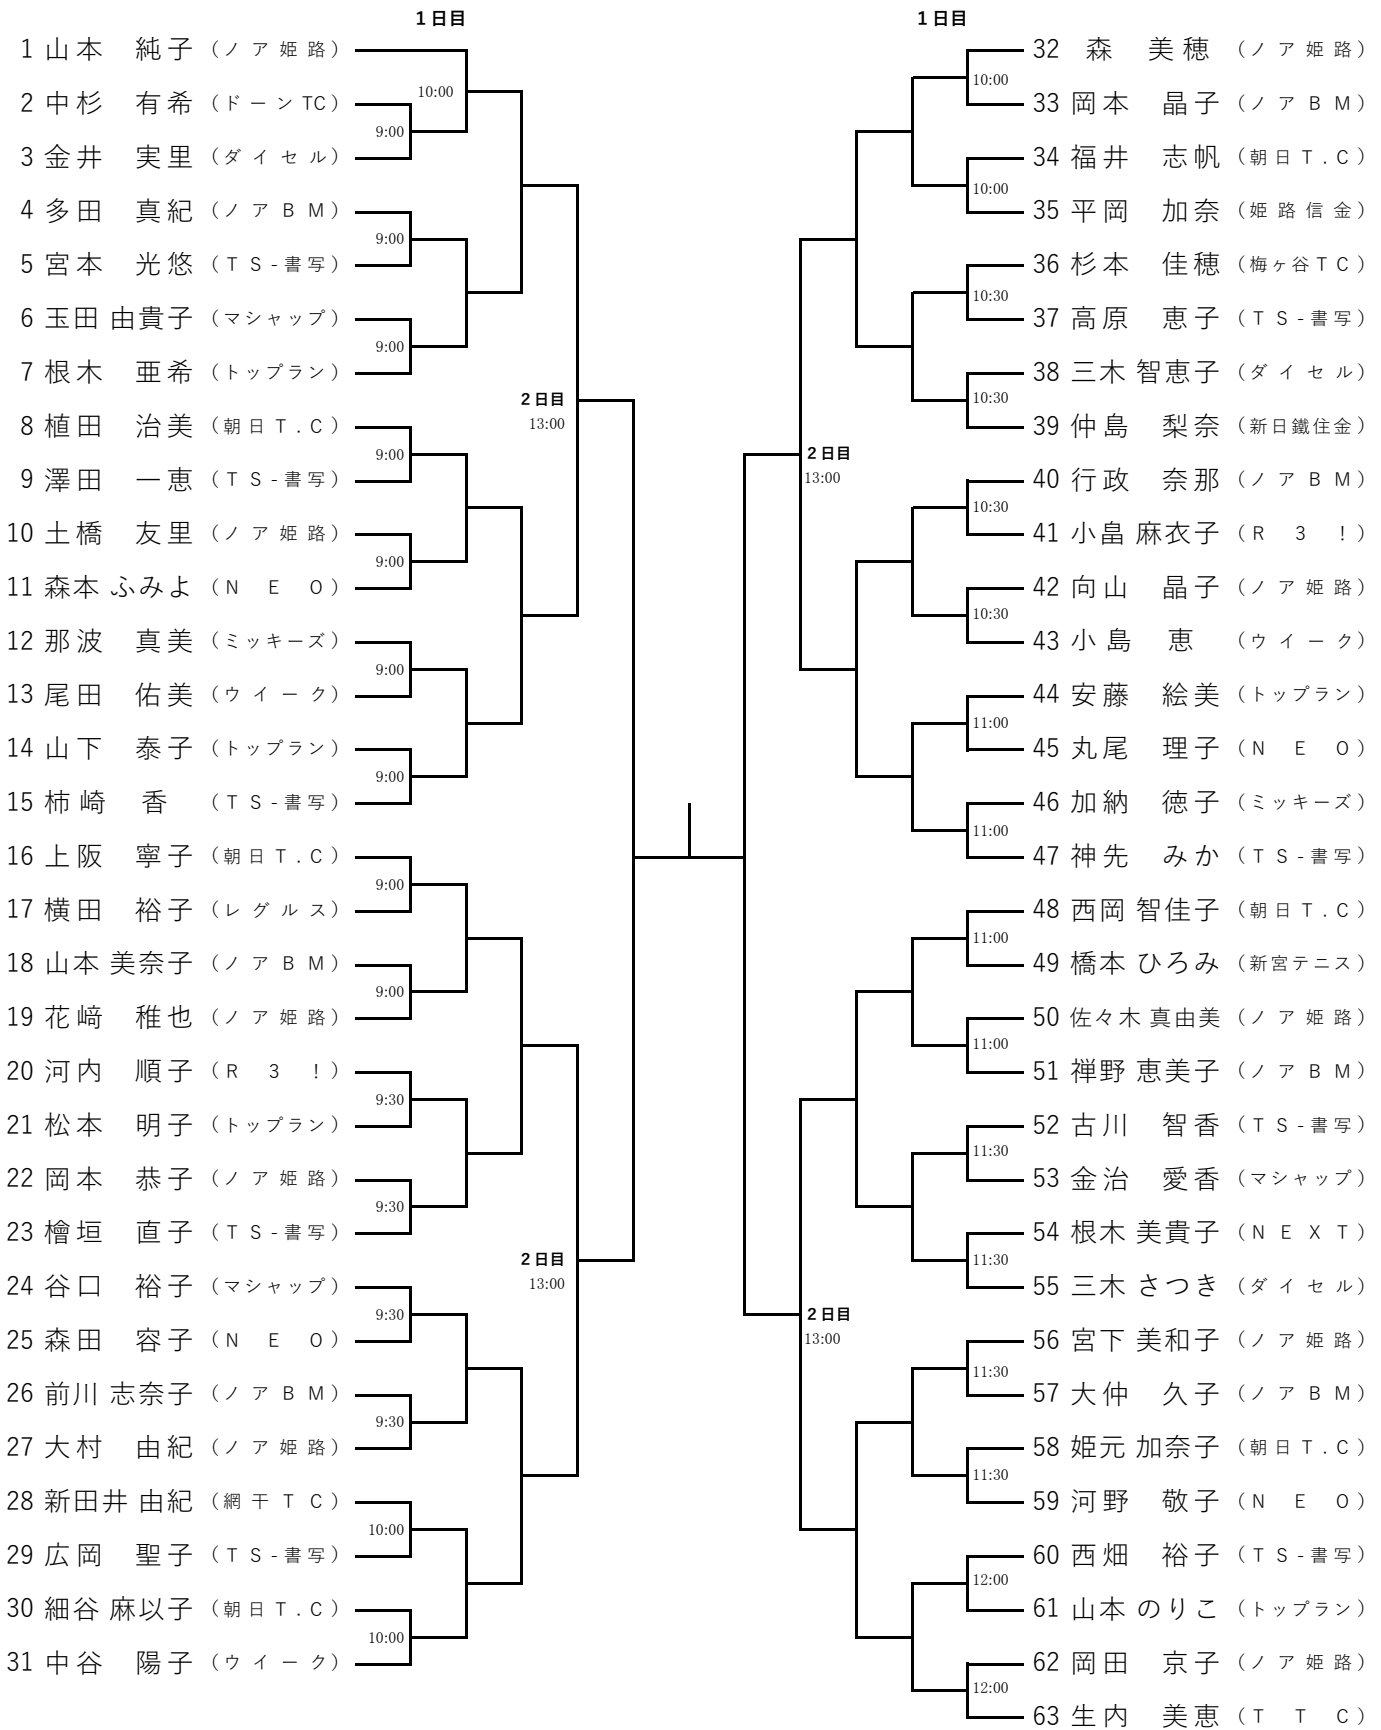 1日目
1 山本 純子 (ノア姫路)
10:00
2 中杉 有希 (ドーンTC)
9:00
3 金井 実里 (ダイセル)
4 多田 真紀 (ノアBM)
9:00
5 宮本 光悠 (TS-書写)
6 玉田 由貴子 (マシャップ)
9:00
7 根木 亜希 (トップラン)
2日目
13:00
8 植田 治美 (朝日T.C)
9:00
9 澤田 一恵 (TS-書写)
10 土橋 友里 (ノア姫路)
9:00
11 森本 ふみよ (NEO)
12 那波 真美 (ミッキーズ)
9:00
13 尾田 佑美 (ウイーク)
14 山下 泰子 (トップラン)
9:00
15 柿崎 香 (TS-書写)
16 上阪 寧子 (朝日T.C)
9:00
17 横田 裕子 (レグルス)
18 山本 美奈子 (ノアBM)
9:00
19 花﨑 稚也 (ノア姫路)
20 河内 順子 (R3!)
9:30
21 松本 明子 (トップラン)
22 岡本 恭子 (ノア姫路)
9:30
23 檜垣 直子 (TS-書写)
2日目
13:00
24 谷口 裕子 (マシャップ)
9:30
25 森田 容子 (NEO)
26 前川 志奈子 (ノアBM)
9:30
27 大村 由紀 (ノア姫路)
28 新田井 由紀 (網干TC)
10:00
29 広岡 聖子 (TS-書写)
30 細谷 麻以子 (朝日T.C)
10:00
31 中谷 陽子 (ウイーク)
1日目
32 森 美穂 (ノア姫路)
10:00
33 岡本 晶子 (ノアBM)
34 福井 志帆 (朝日T.C)
10:00
35 平岡 加奈 (姫路信金)
36 杉本 佳穂 (梅ヶ谷TC)
10:30
37 高原 恵子 (TS-書写)
38 三木 智恵子 (ダイセル)
10:30
39 仲島 梨奈 (新日鐵住金)
2日目
13:00
40 行政 奈那 (ノアBM)
10:30
41 小畠 麻衣子 (R3!)
42 向山 晶子 (ノア姫路)
10:30
43 小島 恵 (ウイーク)
44 安藤 絵美 (トップラン)
11:00
45 丸尾 理子 (NEO)
46 加納 徳子 (ミッキーズ)
11:00
47 神先 みか (TS-書写)
48 西岡 智佳子 (朝日T.C)
11:00
49 橋本 ひろみ (新宮テニス)
50 佐々木 真由美 (ノア姫路)
11:00
51 禅野 恵美子 (ノアBM)
52 古川 智香 (TS-書写)
11:30
53 金治 愛香 (マシャップ)
54 根木 美貴子 (NEXT)
11:30
55 三木 さつき (ダイセル)
2日目
13:00
56 宮下 美和子 (ノア姫路)
11:30
57 大仲 久子 (ノアBM)
58 姫元 加奈子 (朝日T.C)
11:30
59 河野 敬子 (NEO)
60 西畑 裕子 (TS-書写)
12:00
61 山本 のりこ (トップラン)
62 岡田 京子 (ノア姫路)
12:00
63 生内 美恵 (TTC)